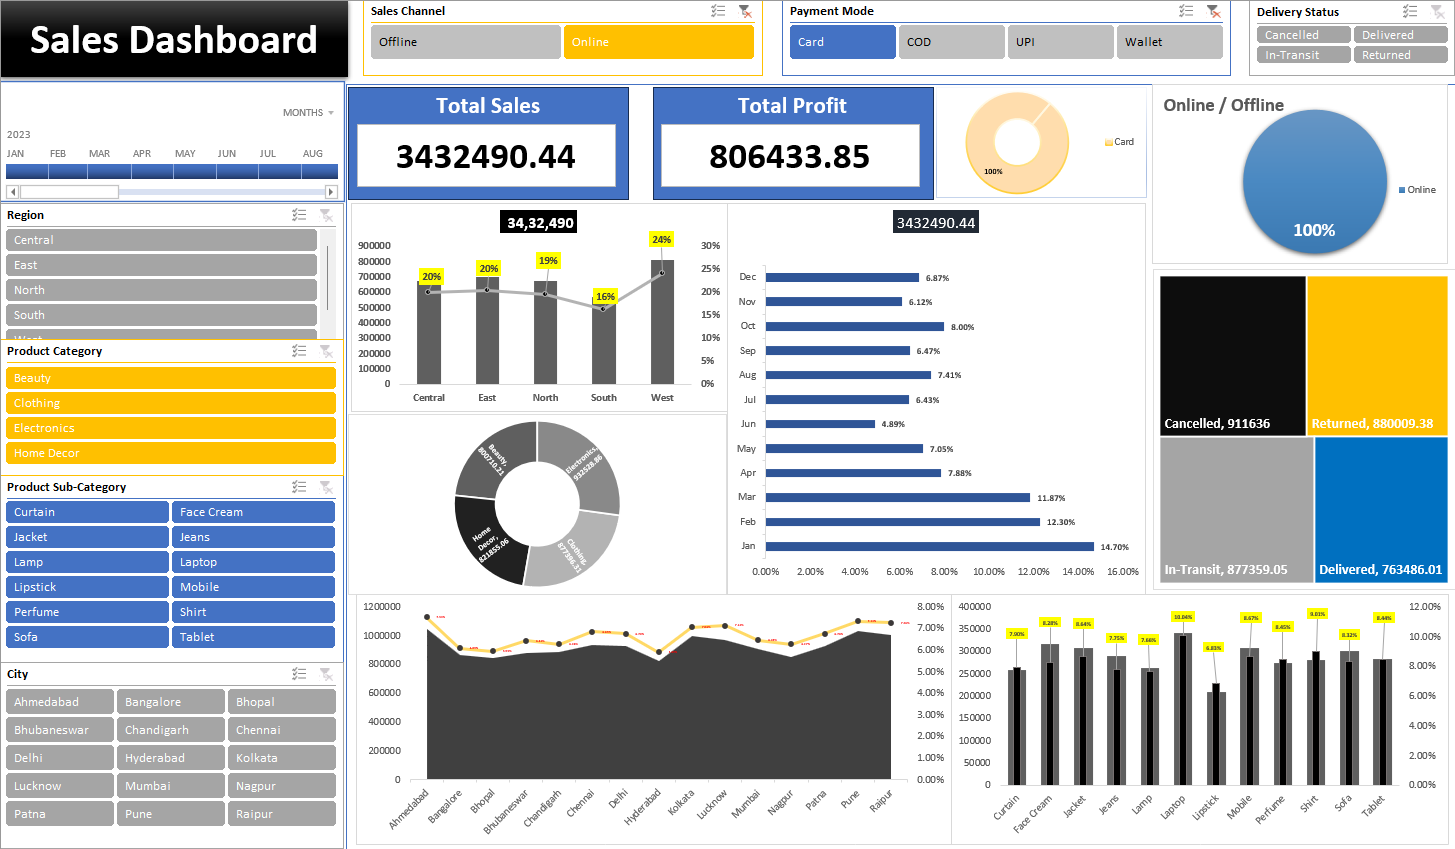 Sales Dashboard
Sales Channel
Offline
Online
Payment Mode
Card
COD
UPI
Wallet
Delivery Status
Cancelled
Delivered
In-Transit
Returned
MONTHS
2023
JAN FEB MAR APR MAY JUN JUL AUG
Region
Central
East
North
South
West
Product Category
Beauty
Clothing
Electronics
Home Decor
Product Sub-Category
Curtain
Face Cream
Jacket
Jeans
Lamp
Laptop
Lipstick
Mobile
Perfume
Shirt
Sofa
Tablet
City
Ahmedabad
Bangalore
Bhopal
Bhubaneswar
Chandigarh
Chennai
Delhi
Hyderabad
Kolkata
Lucknow
Mumbai
Nagpur
Patna
Pune
Raipur
Total Sales
3432490.44
Total Profit
806433.85
100%
Card
Online / Offline
100%
Online
34,32,490
900000
800000
700000
600000
500000
400000
300000
200000
100000
0
20%
20%
19%
16%
24%
30%
25%
20%
15%
10%
5%
0%
Central East North South West
3432490.44
Dec 6.87%
Nov 6.12%
Oct 8.00%
Sep 6.47%
Aug 7.41%
Jul 6.43%
Jun 4.89%
May 7.05%
Apr 7.88%
Mar 11.87%
Feb 12.30%
Jan 14.70%
0.00% 2.00% 4.00% 6.00% 8.00% 10.00% 12.00% 14.00% 16.00%
Cancelled, 911636
Returned, 880009.38
In-Transit, 877359.05
Delivered, 763486.01
Beauty,
800710.21
Electronics,
932528.86
Home
Decor,
821855.06
Clothing,
877396.31
1200000
1000000
800000
600000
400000
200000
0
8.00%
7.00%
6.00%
5.00%
4.00%
3.00%
2.00%
1.00%
0.00%
Ahmedabad
Bangalore
Bhopal
Bhubaneswar
Chandigarh
Chennai
Delhi
Hyderabad
Kolkata
Lucknow
Mumbai
Nagpur
Patna
Pune
Raipur
400000
350000
300000
250000
200000
150000
100000
50000
0
7.90%
8.28%
8.64%
7.75%
7.66%
10.04%
6.83%
8.67%
8.45%
9.01%
8.32%
8.44%
12.00%
10.00%
8.00%
6.00%
4.00%
2.00%
0.00%
Curtain
Face Cream
Jacket
Jeans
Lamp
Laptop
Lipstick
Mobile
Perfume
Shirt
Sofa
Tablet